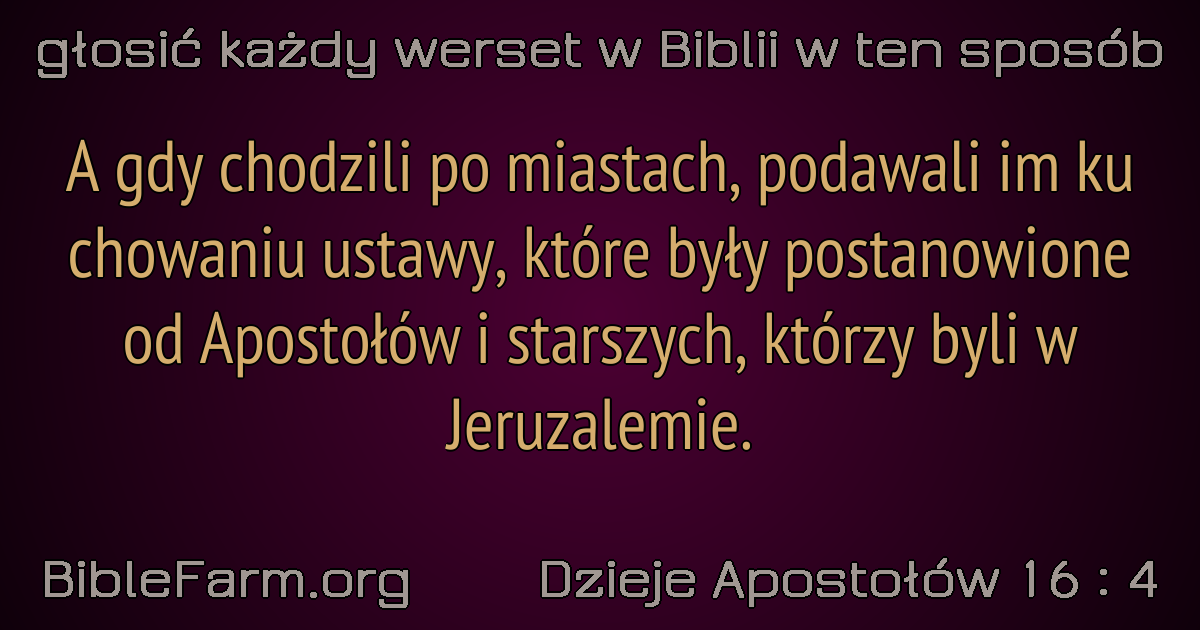 głosić każdy werset w Biblii w ten sposób
A gdy chodzili po miastach, podawali im ku
chowaniu ustawy, które były postanowione
od Apostołów i starszych, którzy byli w
Jeruzalemie.
BibleFarm.org
Dzieje Apostołów 16 : 4